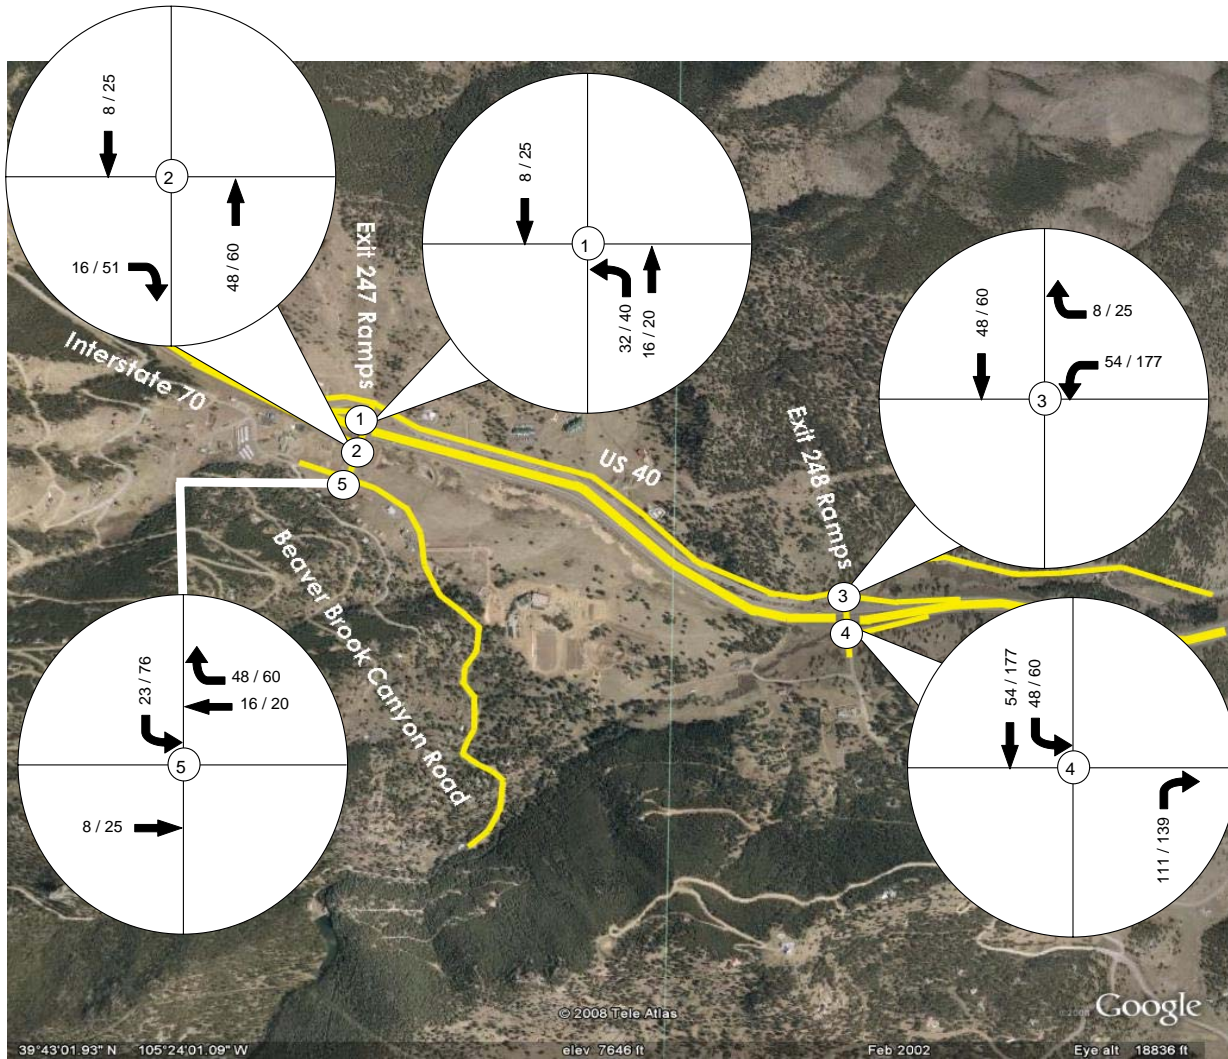 8 / 25
2
16 / 51
48 / 60
8 / 25
1
32 / 40
16 / 20
48 / 60
8 / 25
54 / 177
3
Exit 247 Ramps
Interstate 70
1
2
5
US 40
Exit 248 Ramps
3
4
Beaver Brook Canyon Road
23 / 76
48 / 60
16 / 20
5
8 / 25
54 / 177
48 / 60
4
111 / 139
© 2008 Tele Atlas
Google
39°43'01.93" N 105°24'01.09" W
elev 7646 ft
Feb 2002
Eye alt 18836 ft